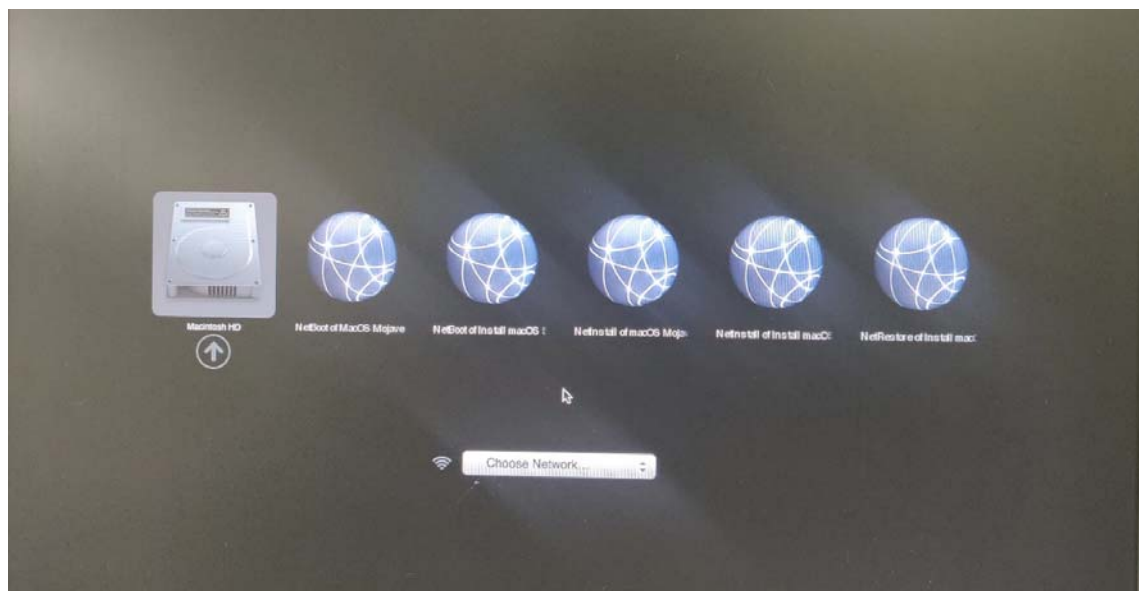 Macintosh HD
NetBoot of MacOS Mojave
NetBoot of Install macOS
NetInstall of macOS Moja
NetInstall of Install macO
NetRestore of Install mac
Choose Network...